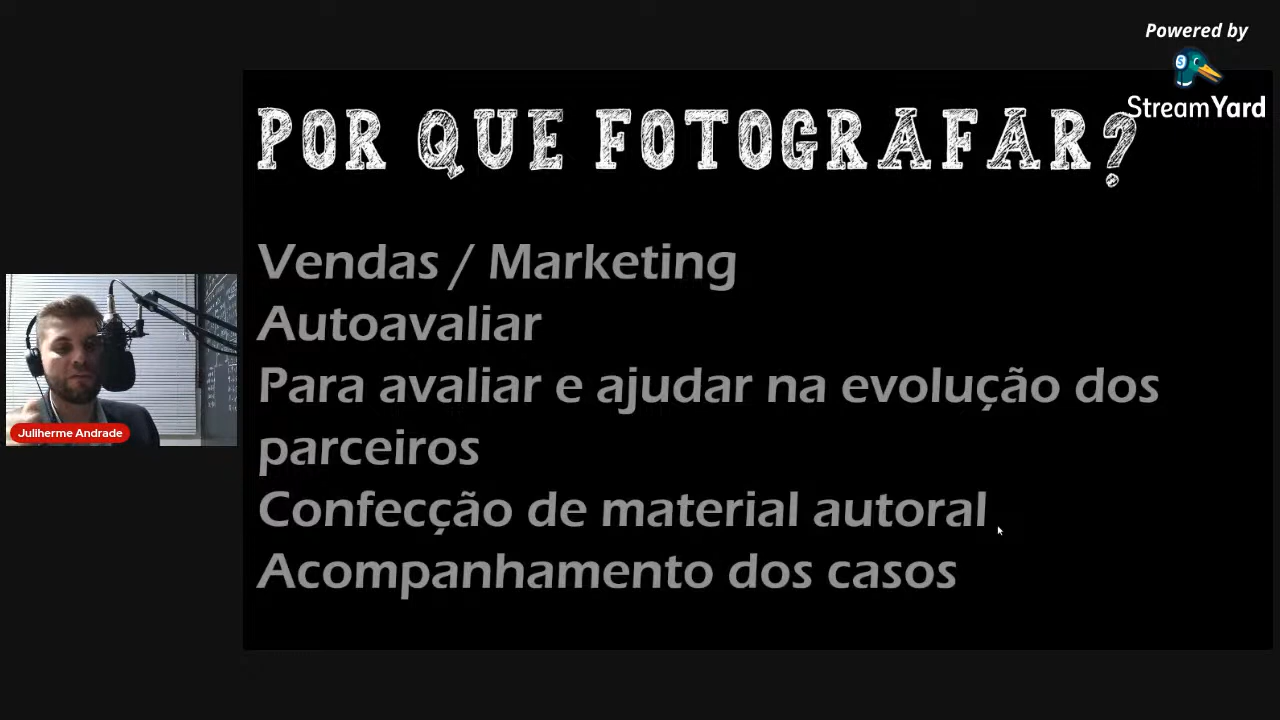 Powered by
StreamYard
POR QUE FOTOGRAFAR?
Vendas / Marketing
Autoavaliar
Para avaliar e ajudar na evolução dos
parceiros
Confecção de material autoral
Acompanhamento dos casos
Juliherme Andrade